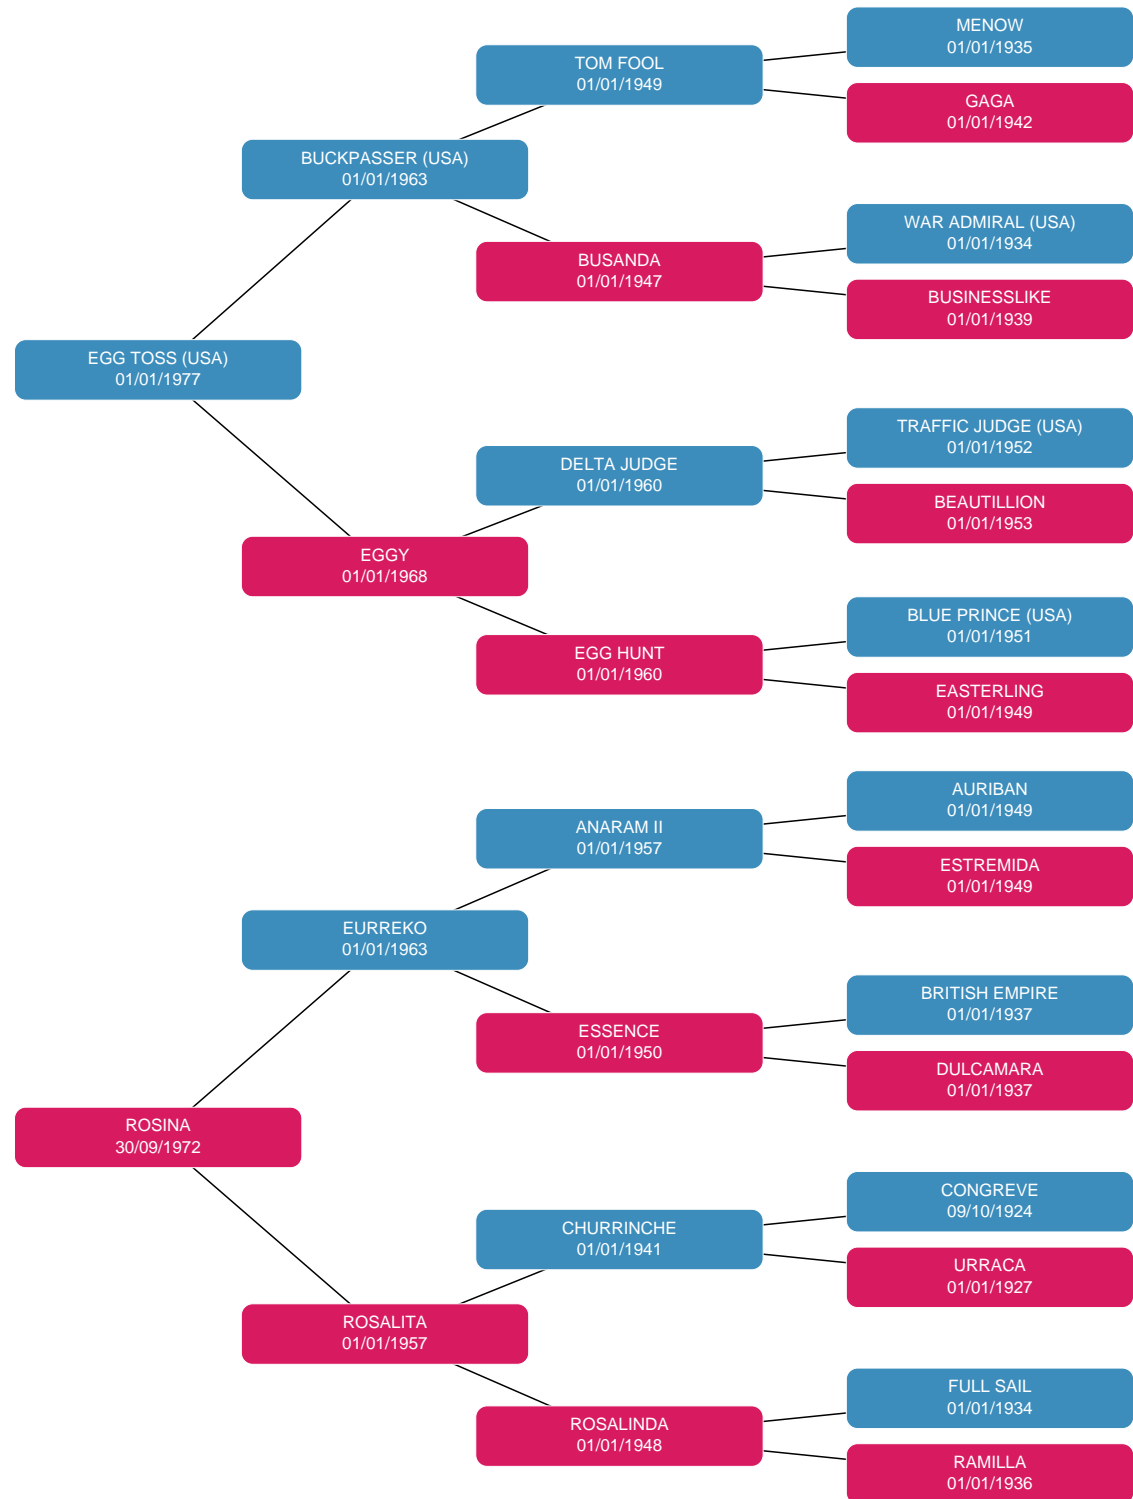 MENOW
01/01/1935
TOM FOOL
01/01/1949
GAGA
01/01/1942
BUCKPASSER (USA)
01/01/1963
WAR ADMIRAL (USA)
01/01/1934
BUSANDA
01/01/1947
BUSINESSLIKE
01/01/1939
EGG TOSS (USA)
01/01/1977
TRAFFIC JUDGE (USA)
01/01/1952
DELTA JUDGE
01/01/1960
BEAUTILLION
01/01/1953
EGGY
01/01/1968
BLUE PRINCE (USA)
01/01/1951
EGG HUNT
01/01/1960
EASTERLING
01/01/1949
AURIBAN
01/01/1949
ANARAM II
01/01/1957
ESTREMIDA
01/01/1949
EURREKO
01/01/1963
BRITISH EMPIRE
01/01/1937
ESSENCE
01/01/1950
DULCAMARA
01/01/1937
ROSINA
30/09/1972
CONGREVE
09/10/1924
CHURRINCHE
01/01/1941
URRACA
01/01/1927
ROSALITA
01/01/1957
FULL SAIL
01/01/1934
ROSALINDA
01/01/1948
RAMILLA
01/01/1936